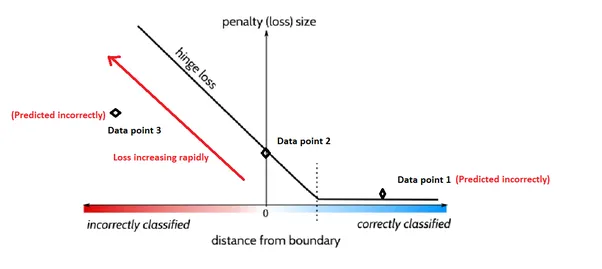 penalty (loss) size
hinge loss
(Predicted incorrectly)
Data point 3
Data point 2
Loss increasing rapidly
Data point 1 (Predicted incorrectly)
0
incorrectly classified
correctly classified
distance from boundary